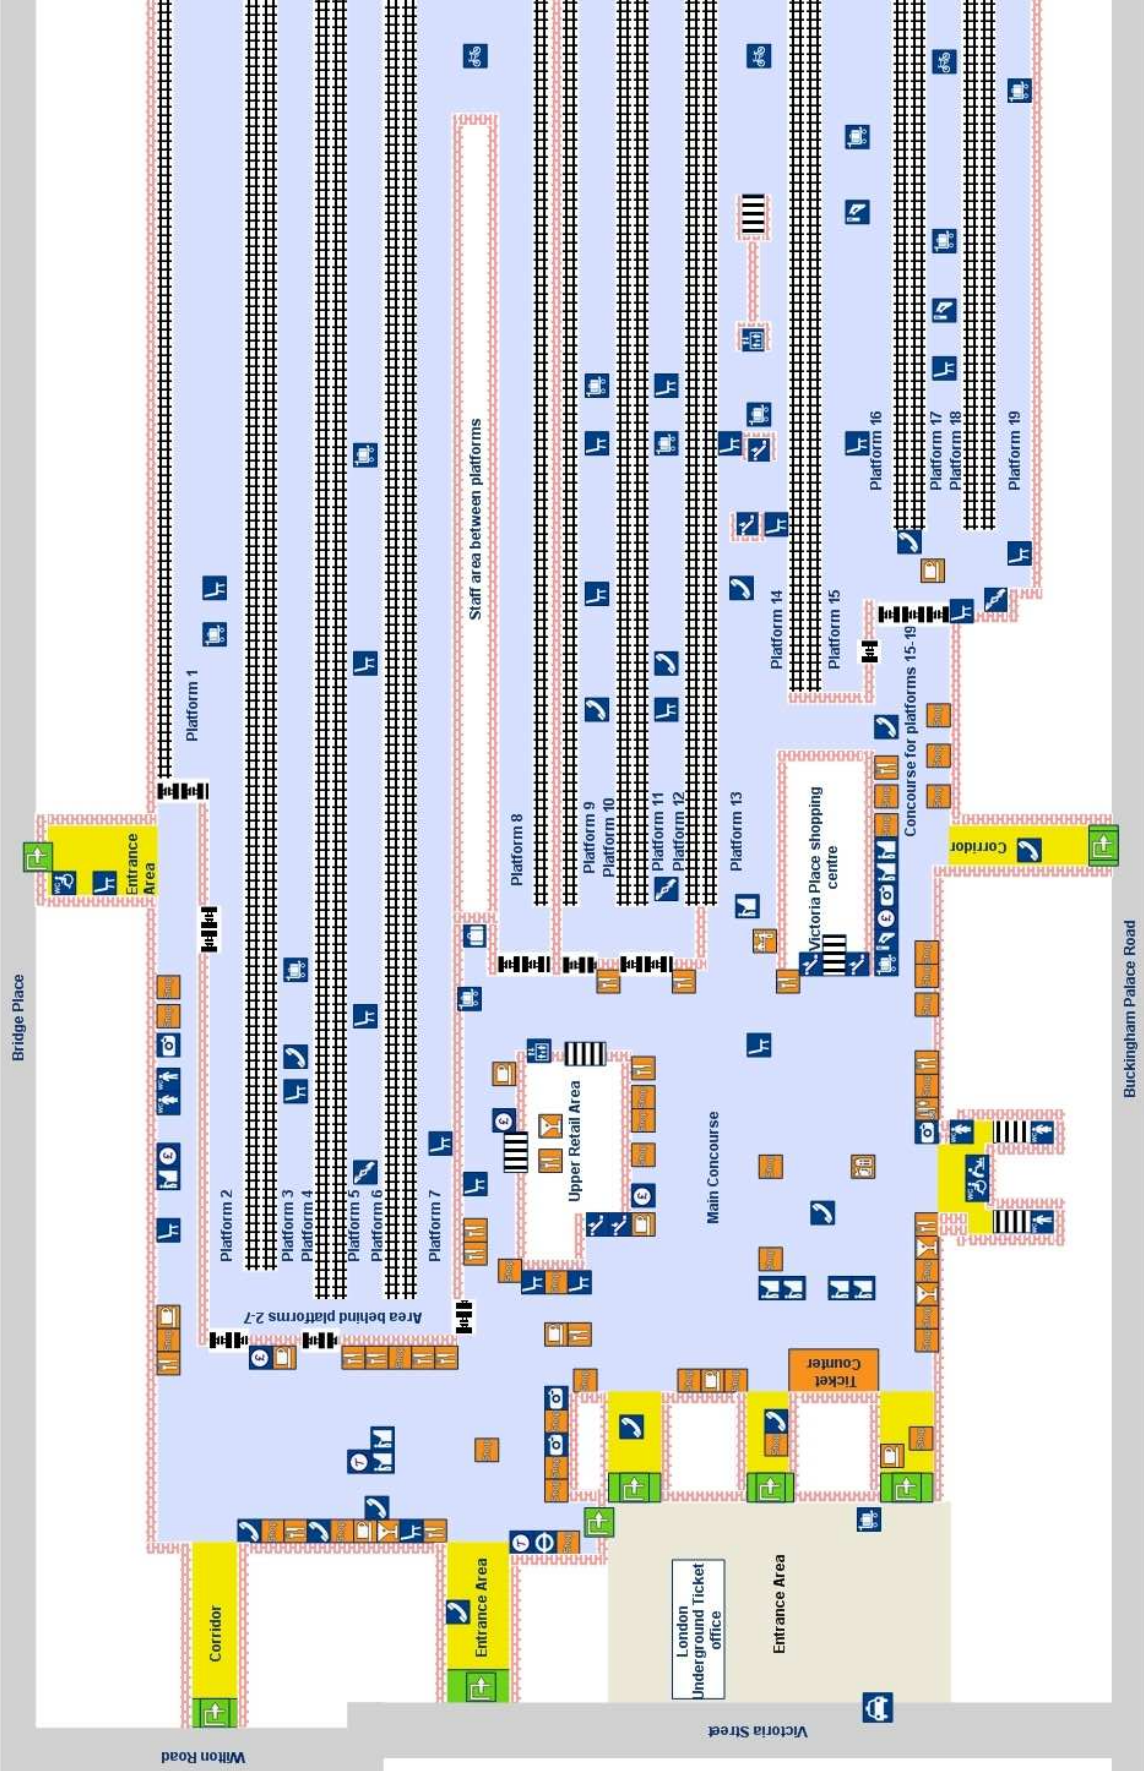 Bridge Place
Entrance
Area
Platform 1
Platform 2
Platform 3
Platform 4
Platform 5
Platform 6
Platform 7
Area behind platforms 2-7
Staff area between platforms
Platform 8
Platform 9
Platform 10
Platform 11
Platform 12
Platform 13
Platform 14
Platform 15
Platform 16
Platform 17
Platform 18
Platform 19
Concourse for platforms 15-19
Victoria Place shopping
centre
Corridor
Upper Retail Area
Main Concourse
Ticket
Counter
Corridor
Entrance Area
London
Underground Ticket
office
Entrance Area
Wilton Road
Victoria Street
Buckingham Palace Road